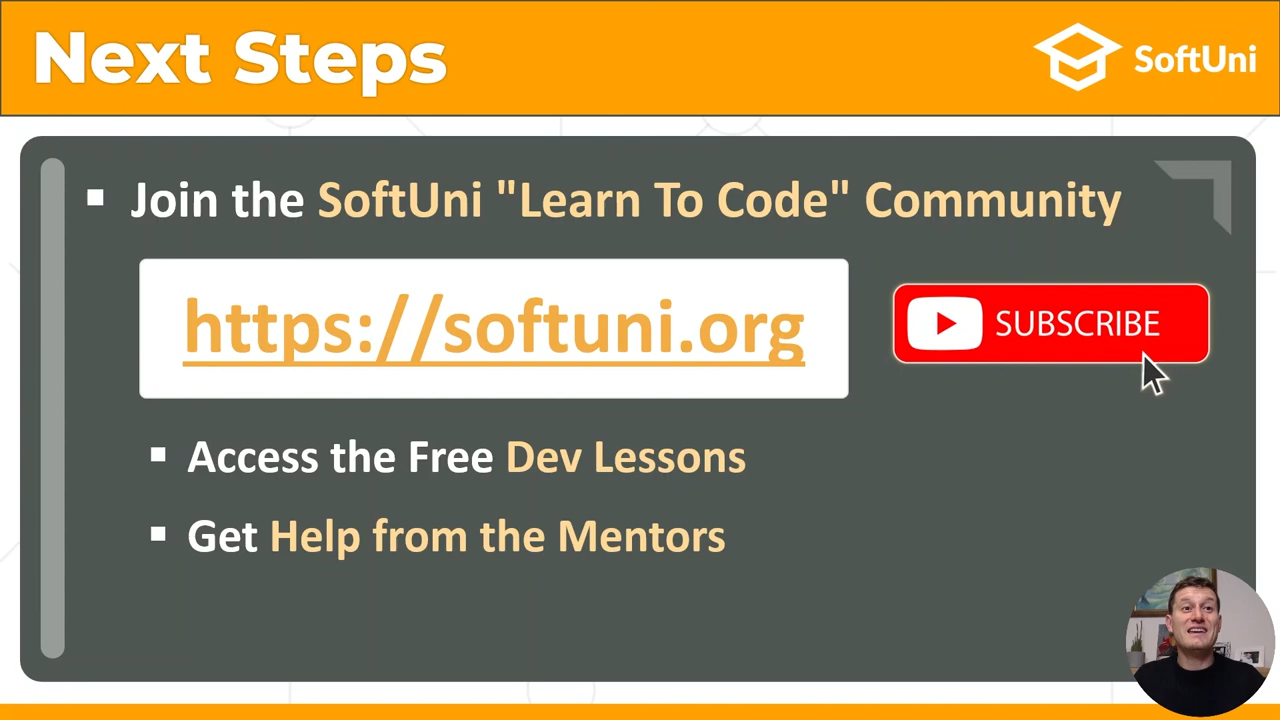 Next Steps
SoftUni
Join the SoftUni "Learn To Code" Community
https://softuni.org
SUBSCRIBE
Access the Free Dev Lessons
Get Help from the Mentors